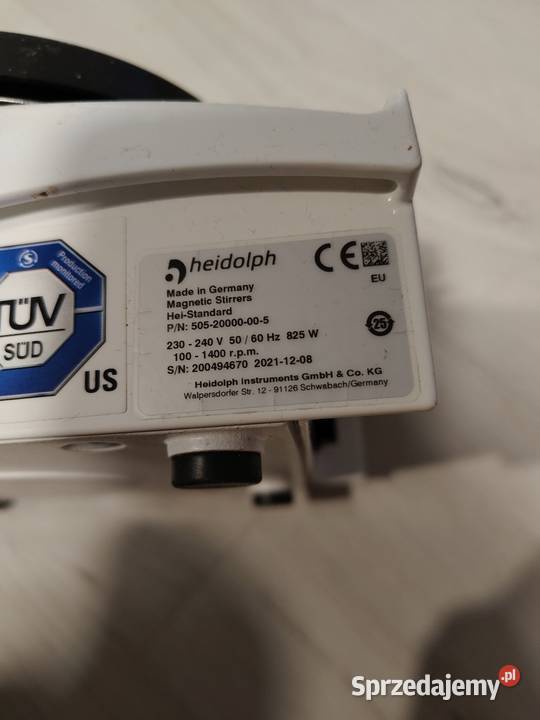 heidolph
CE
EU
Made in Germany
Magnetic Stirrers
Hei-Standard
P/N: 505-20000-00-5
230 - 240 V 50 / 60 Hz 825 W
100 - 1400 r.p.m.
S/N: 200494670 2021-12-08
25
Heidolph Instruments GmbH & Co. KG
Walpersdorfer Str. 12 - 91126 Schwabach/Germany
Production
monitored
TÜV
SÜD
US
Sprzedajemy.pl